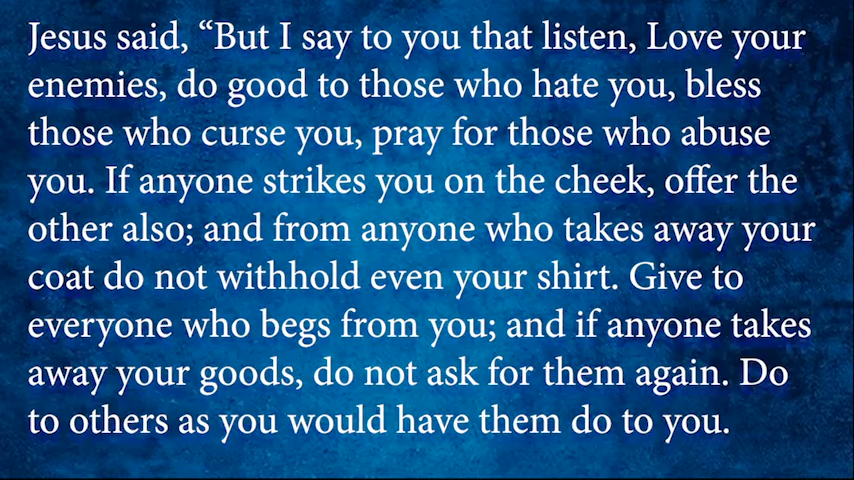 Jesus said, “But I say to you that listen, Love your
enemies, do good to those who hate you, bless
those who curse you, pray for those who abuse
you. If anyone strikes you on the cheek, offer the
other also; and from anyone who takes away your
coat do not withhold even your shirt. Give to
everyone who begs from you; and if anyone takes
away your goods, do not ask for them again. Do
to others as you would have them do to you.